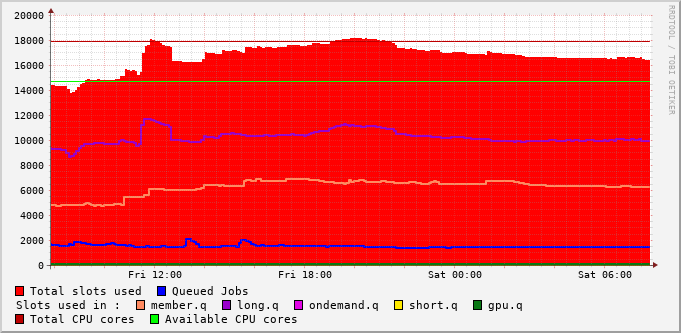 20000
18000
16000
14000
12000
10000
8000
6000
4000
2000
0
Fri 12:00 Fri 18:00 Sat 00:00 Sat 06:00
Total slots used Queued Jobs
Slots used in : member.q long.q ondemand.q short.q gpu.q
Total CPU cores Available CPU cores
RRDTOOL / TOBI OETIKER